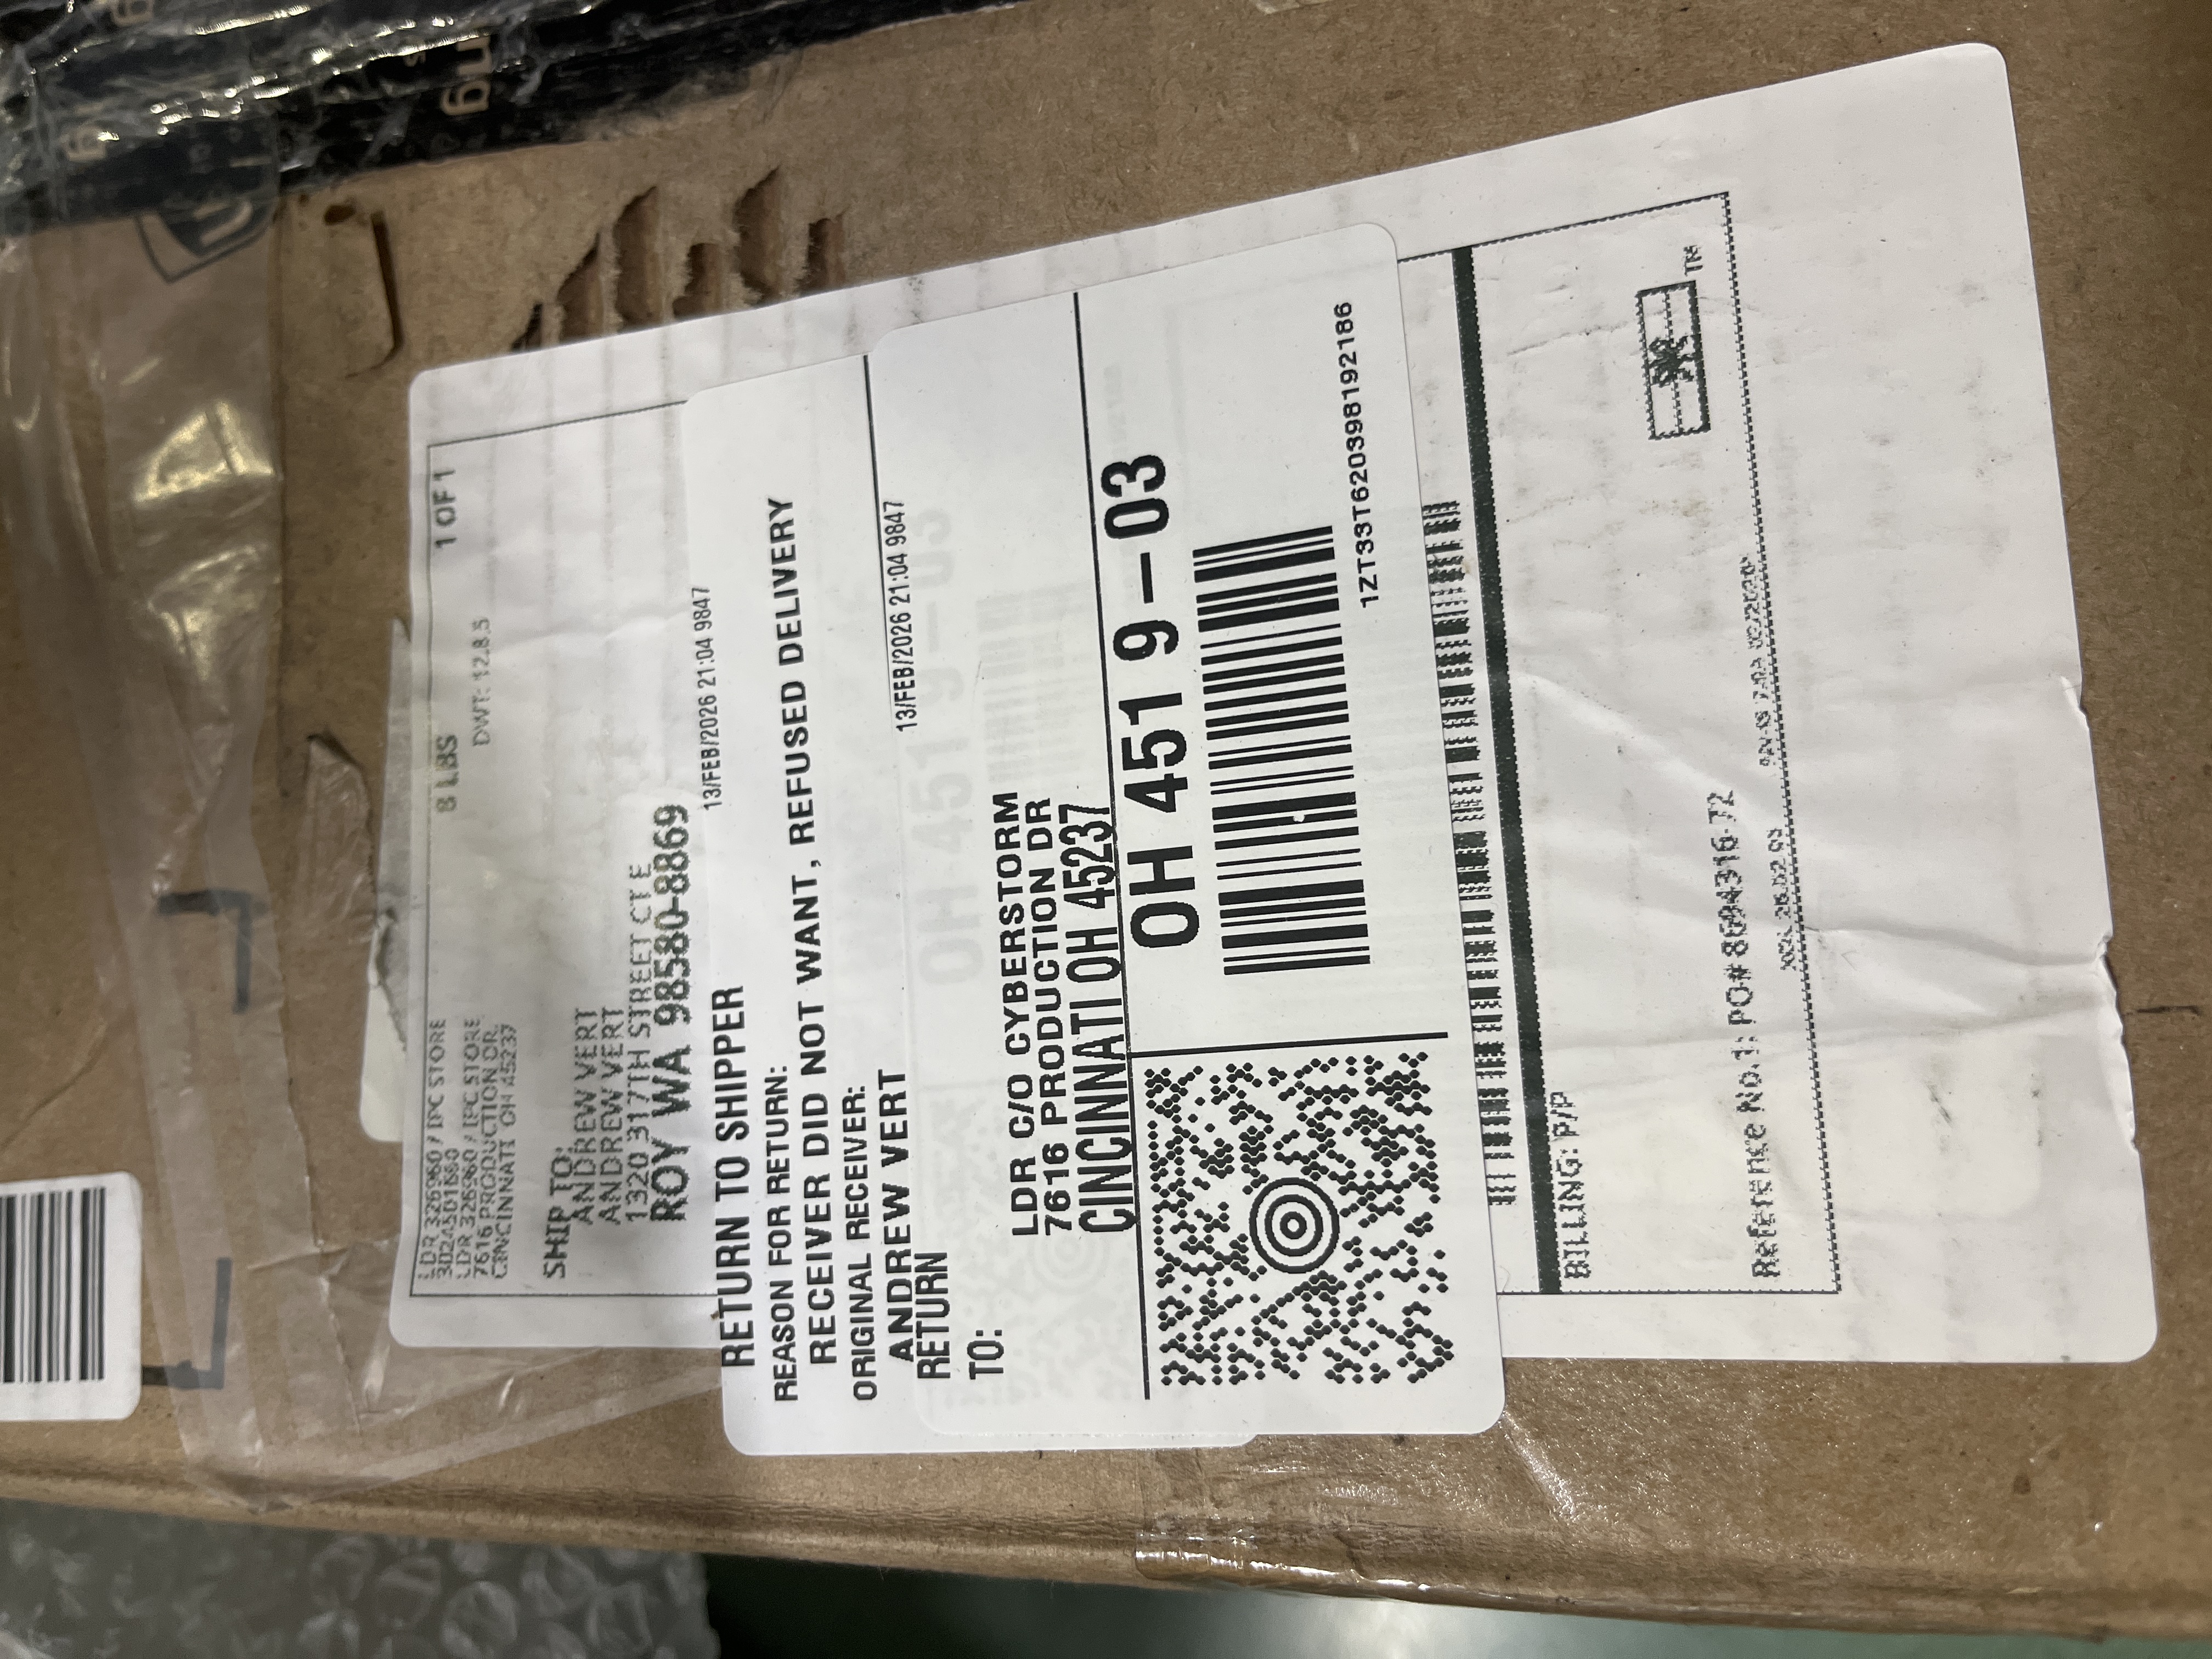 LDR 326960 / IPC STORE
LDR 326960 / IPC STORE
7616 PRODUCTION DR.
CINCINNATI OH 45237
8 LBS
1 OF 1
DWT: 12.8.5
SHIP TO:
ANDREW VERT
ANDREW VERT
1320 317TH STREET CT E
ROY WA 98580-8869
13/FEB/2026 21:04 9847
RETURN TO SHIPPER
REASON FOR RETURN:
RECEIVER DID NOT WANT, REFUSED DELIVERY
ORIGINAL RECEIVER:
ANDREW VERT
13/FEB/2026 21:04 9847
RETURN
TO:
LDR C/O CYBERSTORM
7616 PRODUCTION DR
CINCINNATI OH 45237
OH 451 9-03
1ZT33T620398192186
BILLING: P/P
TM
Reference No.1: PO#